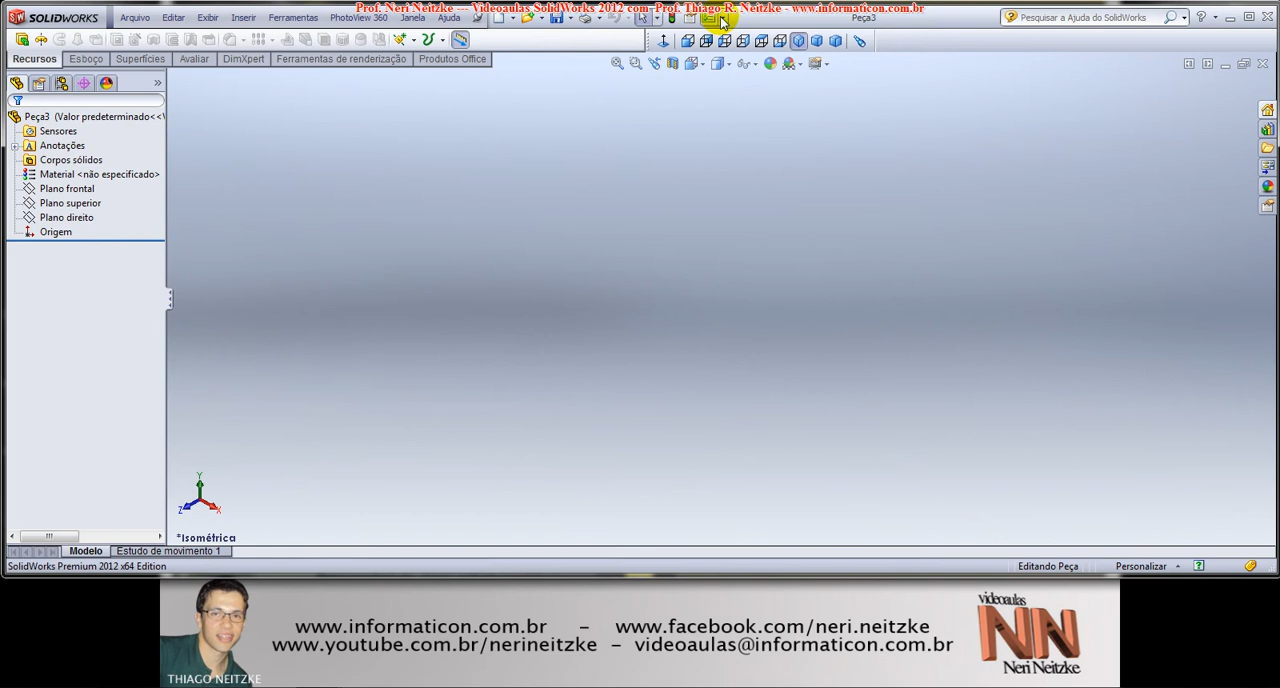 Prof. Neri Neitzke --- Videoaulas SolidWorks 2012 com Prof. Thiago R. Neitzke - www.informaticon.com.br
SOLIDWORKS Arquivo Editar Exibir Inserir Ferramentas PhotoView 360 Janela Ajuda Peça3 Pesquisar a Ajuda do SolidWorks
Recursos Esboço Superfícies Avaliar DimXpert Ferramentas de renderização Produtos Office
Peça3 (Valor predeterminado<<\
Sensores
Anotações
Corpos sólidos
Material <não especificado>
Plano frontal
Plano superior
Plano direito
Origem
Y
Z X
*Isométrica
Modelo Estudo de movimento 1
SolidWorks Premium 2012 x64 Edition Editando Peça Personalizar
www.informaticon.com.br - www.facebook.com/neri.neitzke
www.youtube.com.br/nerineitzke - videoaulas@informaticon.com.br
THIAGO NEITZKE
videoaulas
NN
Neri Neitzke